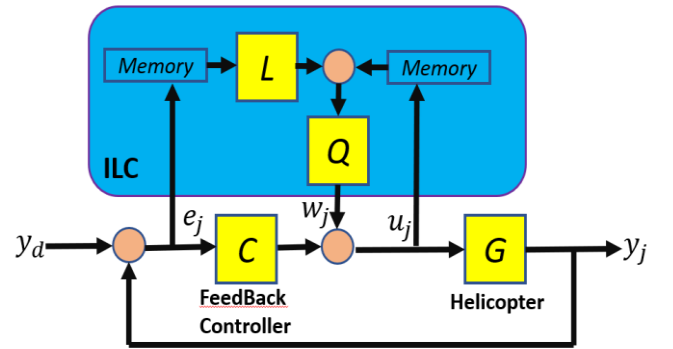 Memory
L
Memory
Q
ILC
e_j
w_j
u_j
y_d
C
G
y_j
FeedBack
Controller
Helicopter